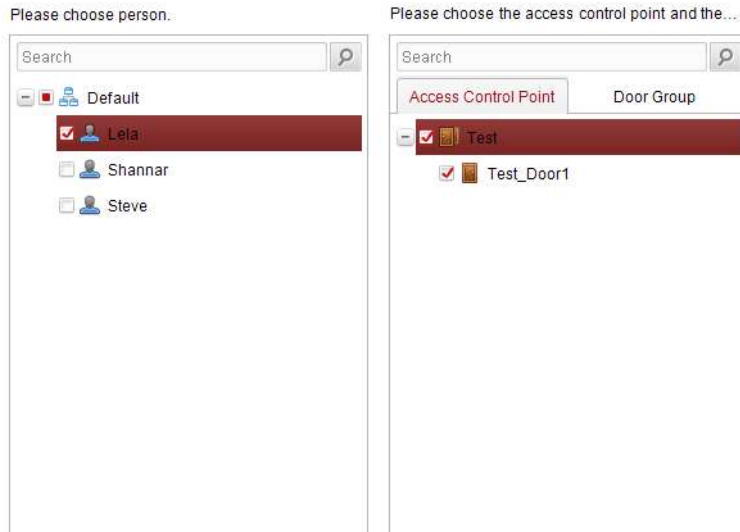 Please choose person.
Search
Default
Lela
Shannar
Steve
Please choose the access control point and the...
Search
Access Control Point
Door Group
Test
Test_Door1